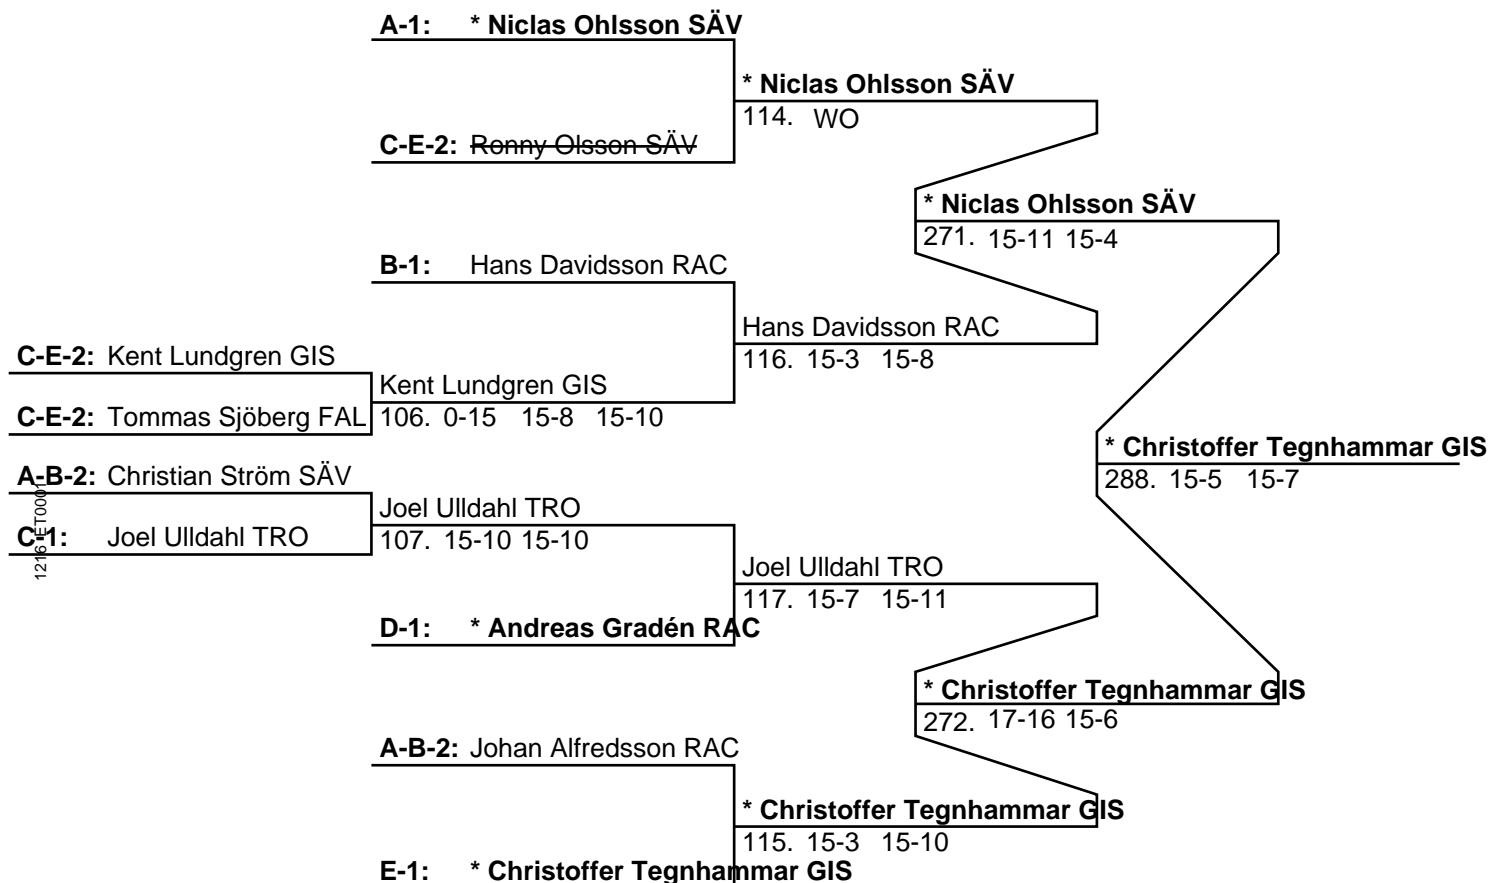 A-1: * Niclas Ohlsson SÄV
* Niclas Ohlsson SÄV
114. WO
C-E-2: Ronny Olsson SÄV
* Niclas Ohlsson SÄV
271. 15-11 15-4
B-1: Hans Davidsson RAC
Hans Davidsson RAC
116. 15-3 15-8
C-E-2: Kent Lundgren GIS
Kent Lundgren GIS
106. 0-15 15-8 15-10
C-E-2: Tommas Sjöberg FAL
* Christoffer Tegnhammar GIS
288. 15-5 15-7
A-B-2: Christian Ström SÄV
Joel Ulldahl TRO
107. 15-10 15-10
C-1: Joel Ulldahl TRO
1216 ET0001
Joel Ulldahl TRO
117. 15-7 15-11
D-1: * Andreas Gradén RAC
* Christoffer Tegnhammar GIS
272. 17-16 15-6
A-B-2: Johan Alfredsson RAC
* Christoffer Tegnhammar GIS
115. 15-3 15-10
E-1: * Christoffer Tegnhammar GIS